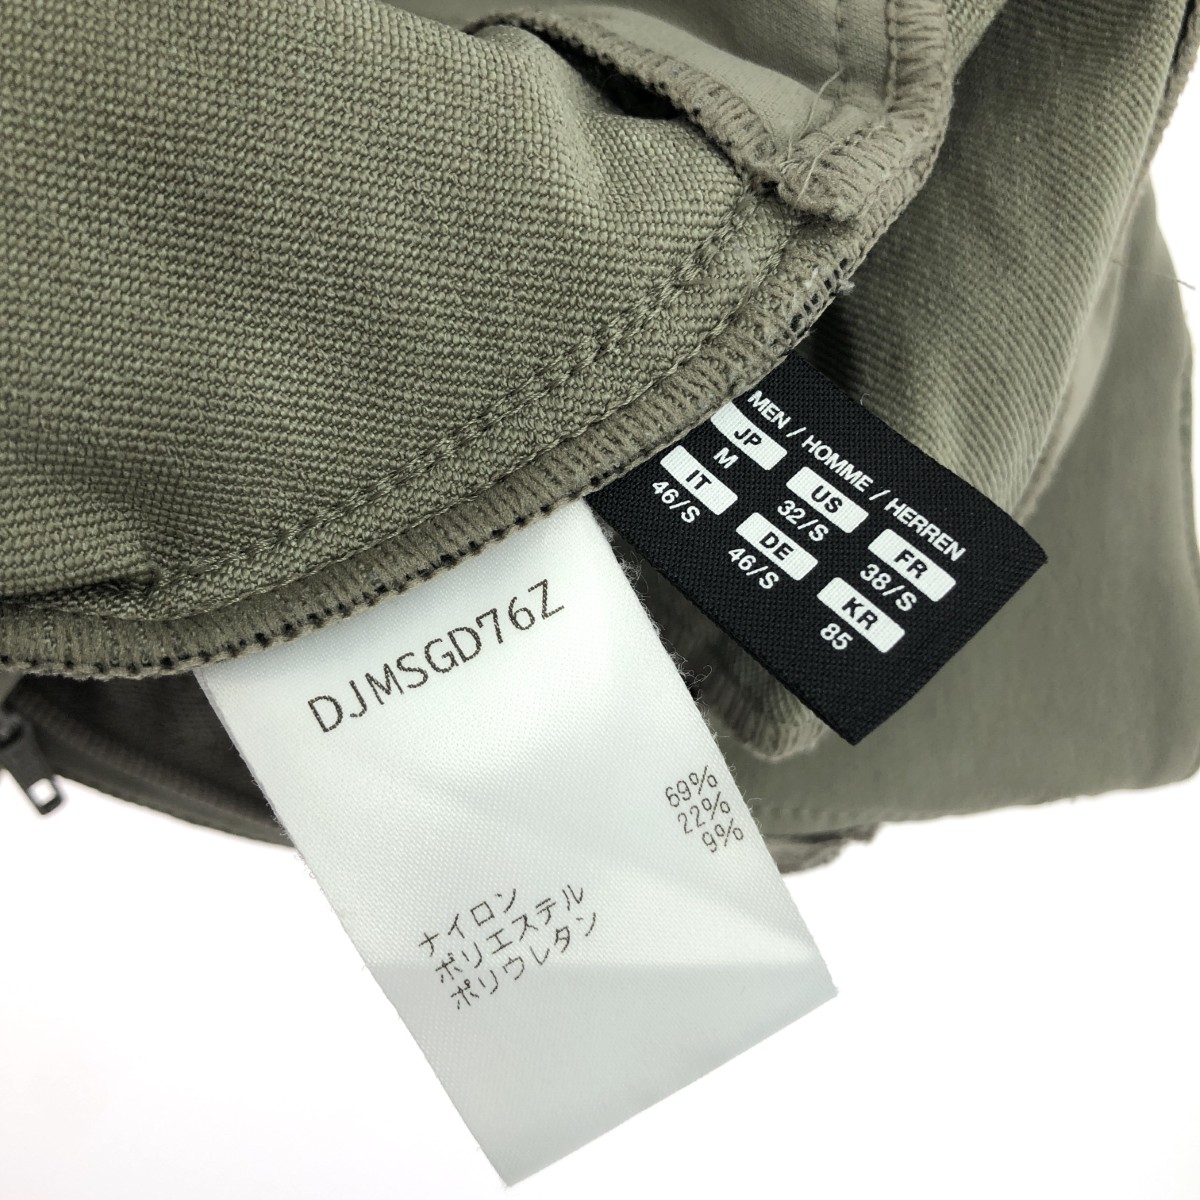 MEN / HOMME / HERREN
JP US FR
M 32/S 38/S
IT DE KR
46/S 46/S 85
DJMSGD76Z
69%
22%
9%
ナイロン
ポリエステル
ポリウレタン